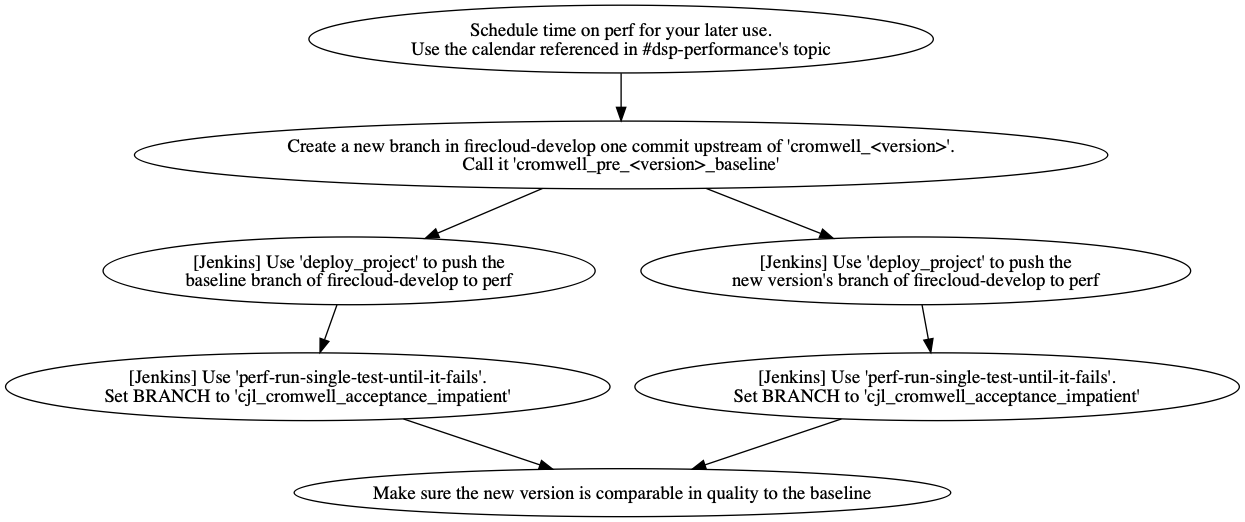 Schedule time on perf for your later use.
Use the calendar referenced in #dsp-performance's topic
Create a new branch in firecloud-develop one commit upstream of 'cromwell_<version>'.
Call it 'cromwell_pre_<version>_baseline'
[Jenkins] Use 'deploy_project' to push the
baseline branch of firecloud-develop to perf
[Jenkins] Use 'deploy_project' to push the
new version's branch of firecloud-develop to perf
[Jenkins] Use 'perf-run-single-test-until-it-fails'.
Set BRANCH to 'cjl_cromwell_acceptance_impatient'
[Jenkins] Use 'perf-run-single-test-until-it-fails'.
Set BRANCH to 'cjl_cromwell_acceptance_impatient'
Make sure the new version is comparable in quality to the baseline